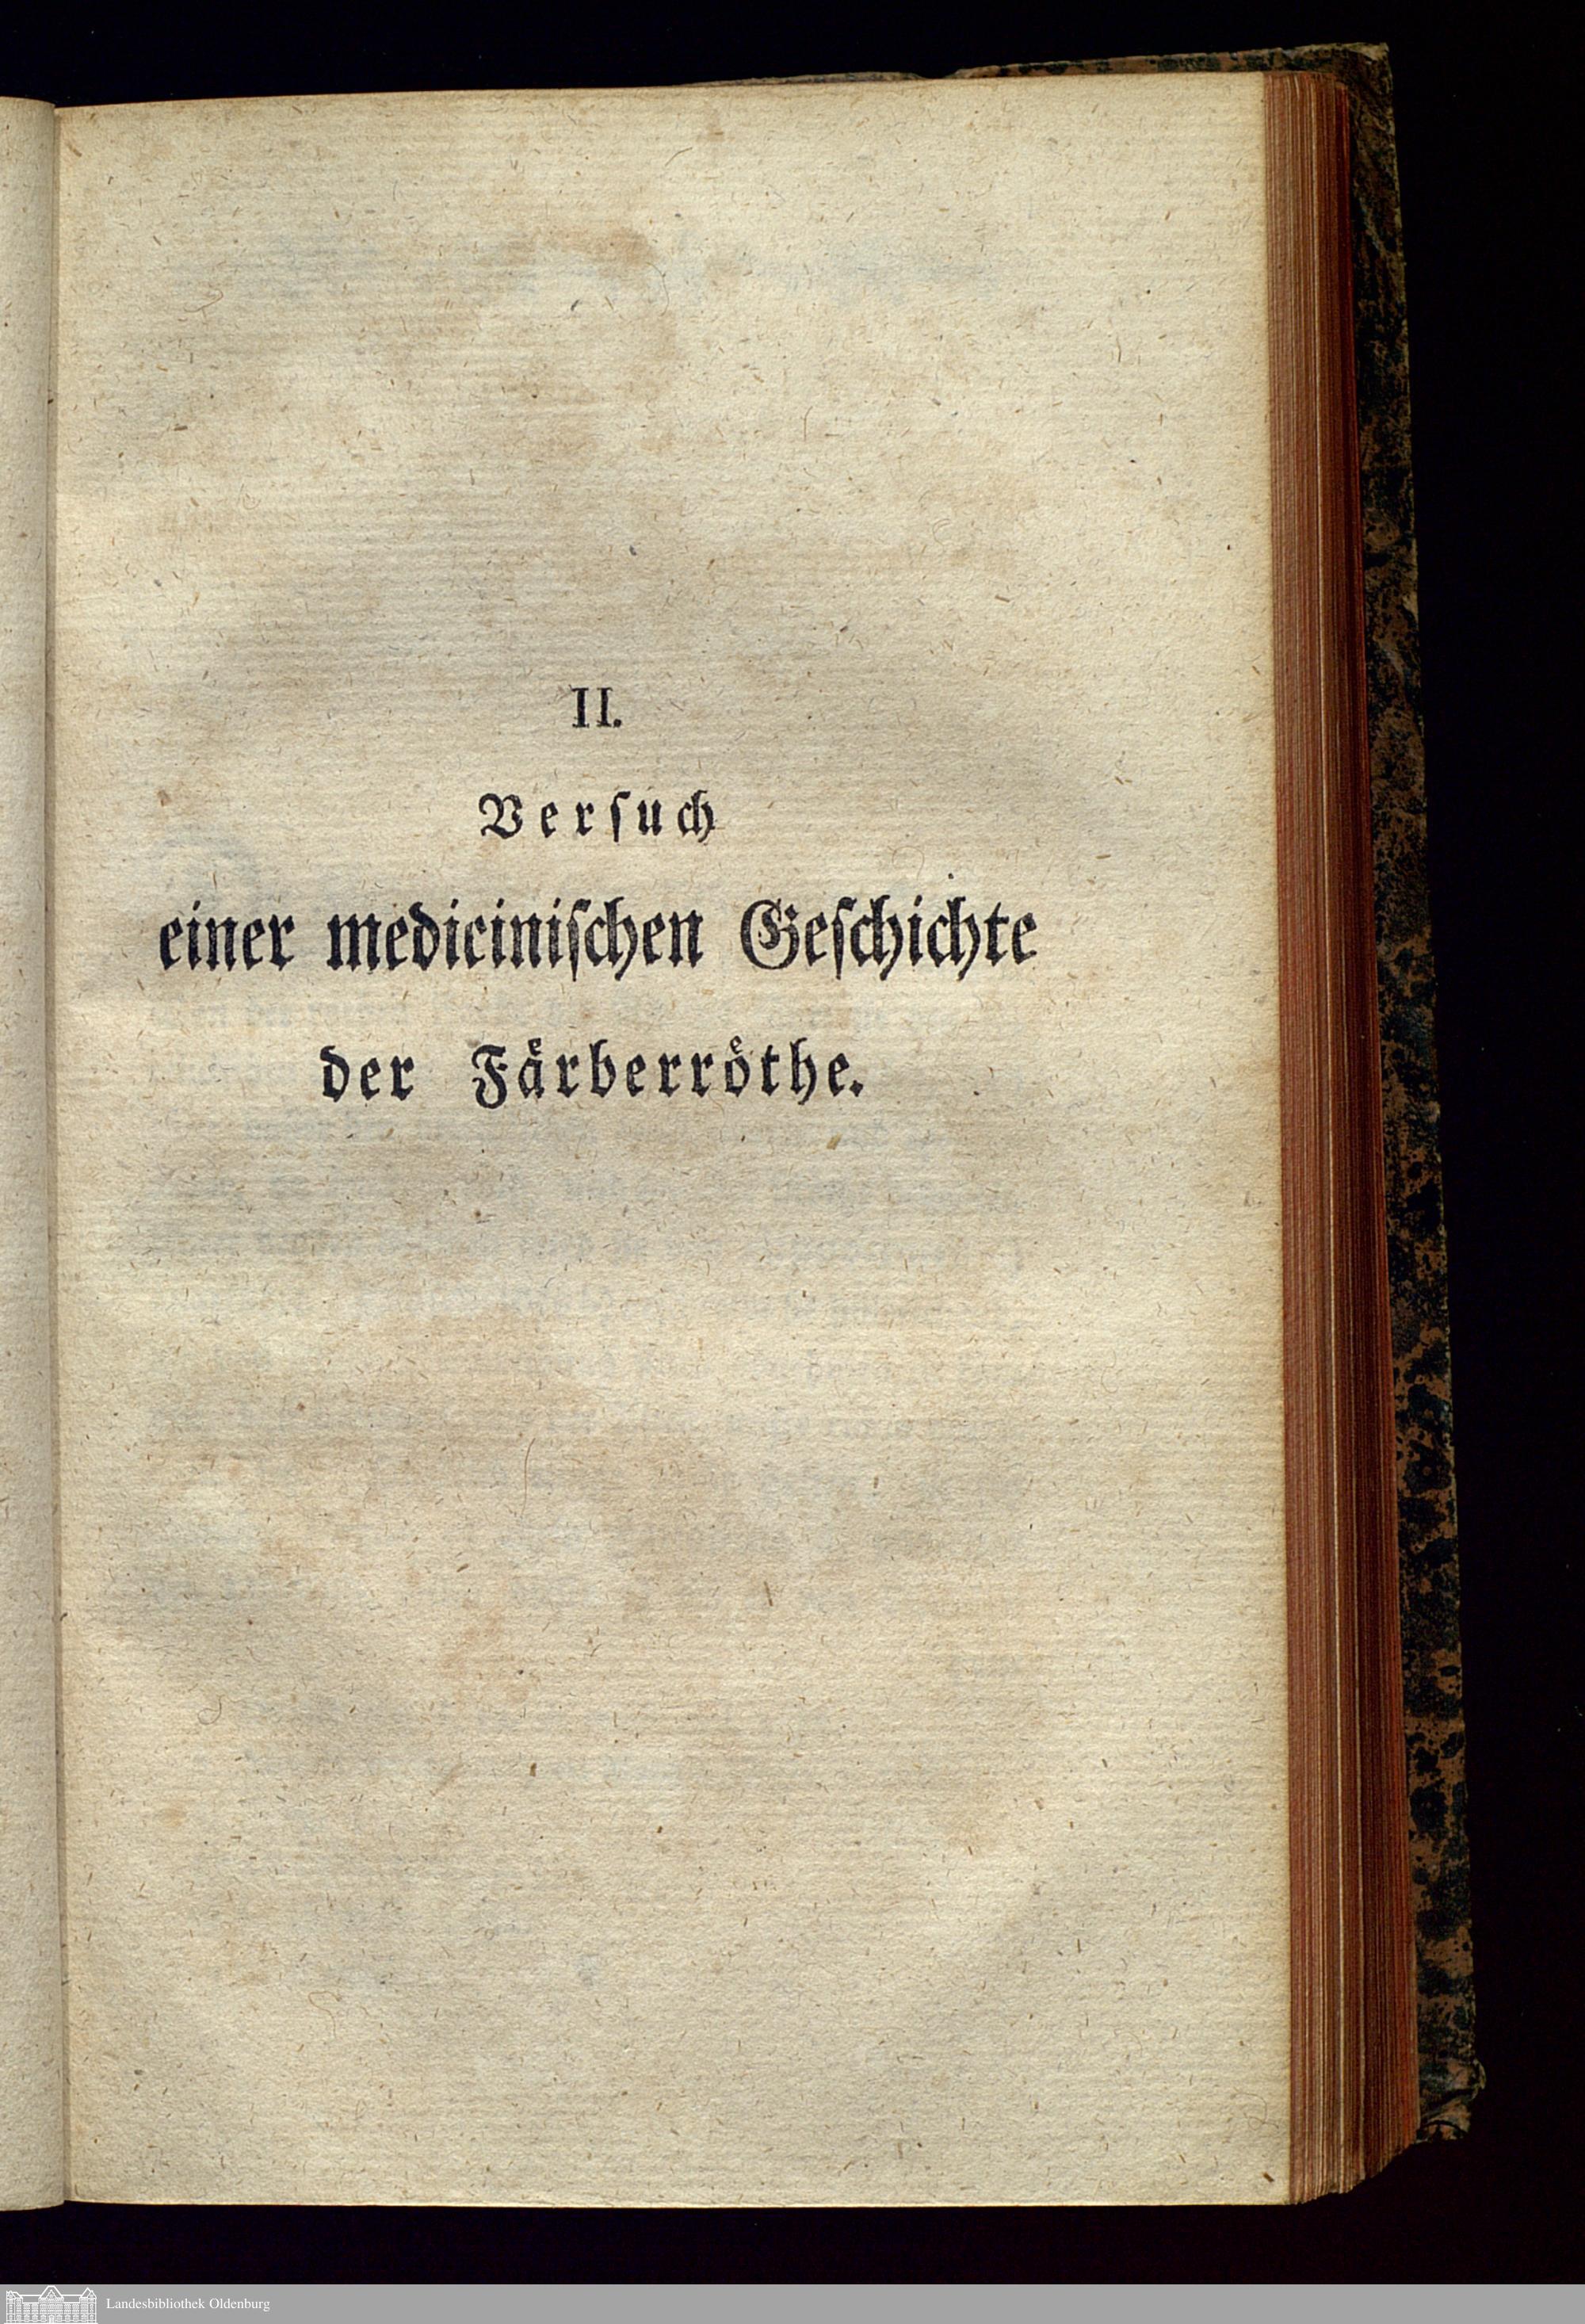 II.
Verſuch
einer mediciniſchen Geſchichte
der Färberröthe.
Landesbibliothek Oldenburg